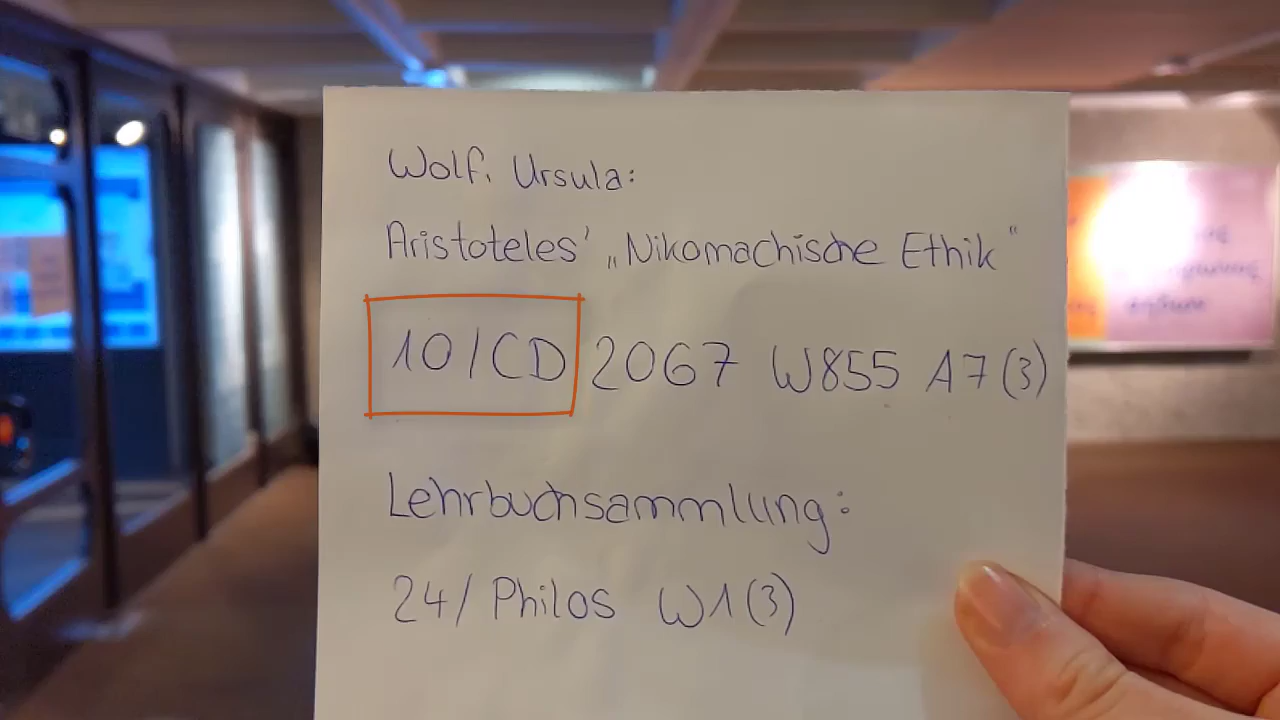 Wolf, Ursula:
Aristoteles' „Nikomachische Ethik“
10/CD 2067 W855 A7(3)
Lehrbuchsammlung:
24/ Philos W1(3)